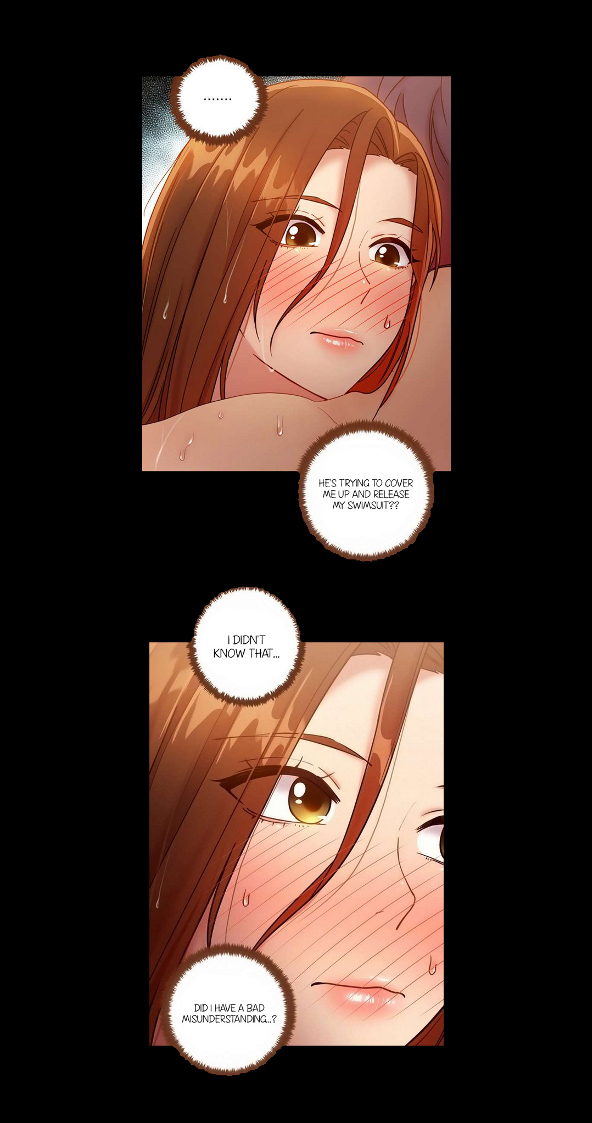 .......
HE'S TRYING TO COVER
ME UP AND RELEASE
MY SWIMSUIT??
I DIDN'T
KNOW THAT...
DID I HAVE A BAD
MISUNDERSTANDING..?